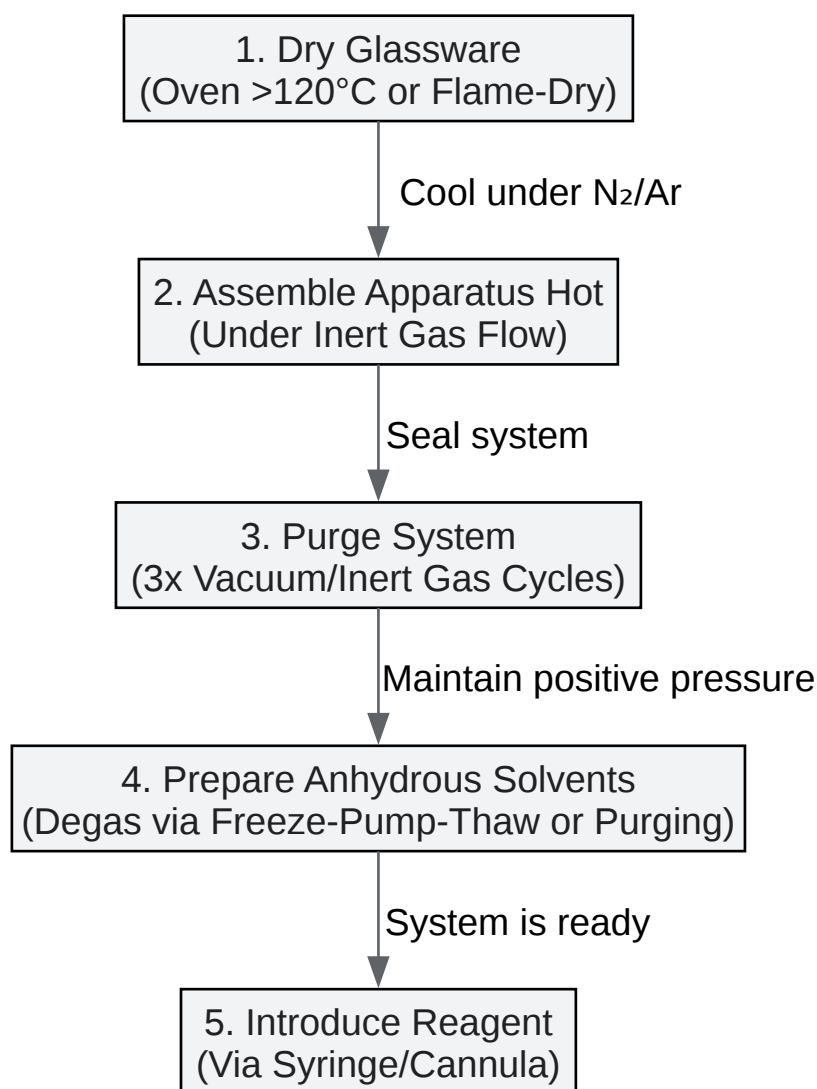 1. Dry Glassware
(Oven >120°C or Flame-Dry)
Cool under N₂/Ar
2. Assemble Apparatus Hot
(Under Inert Gas Flow)
Seal system
3. Purge System
(3x Vacuum/Inert Gas Cycles)
Maintain positive pressure
4. Prepare Anhydrous Solvents
(Degas via Freeze-Pump-Thaw or Purging)
System is ready
5. Introduce Reagent
(Via Syringe/Cannula)